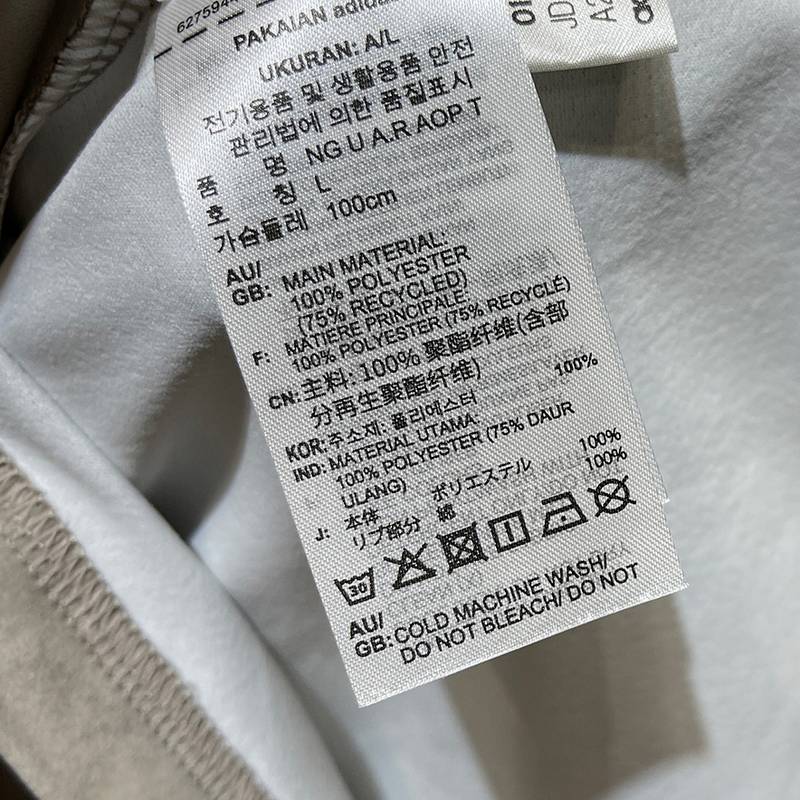 PAKAIAN adidas
UKURAN: A/L
전기용품 및 생활용품 안전
관리법에 의한 품질표시
품 명 NG U A.R AOP T
호 칭 L
가슴둘레 100cm
AU/
GB: MAIN MATERIAL:
100% POLYESTER
(75% RECYCLED)
F: MATIÈRE PRINCIPALE:
100% POLYESTER (75% RECYCLÉ)
CN: 主料: 100% 聚酯纤维(含部
分再生聚酯纤维)
KOR: 주소재: 폴리에스터 100%
IND: MATERIAL UTAMA:
100% POLYESTER (75% DAUR
ULANG)
J: 本体 ポリエステル 100%
リブ部分 綿 100%
30
AU/
GB: COLD MACHINE WASH/
DO NOT BLEACH/ DO NOT